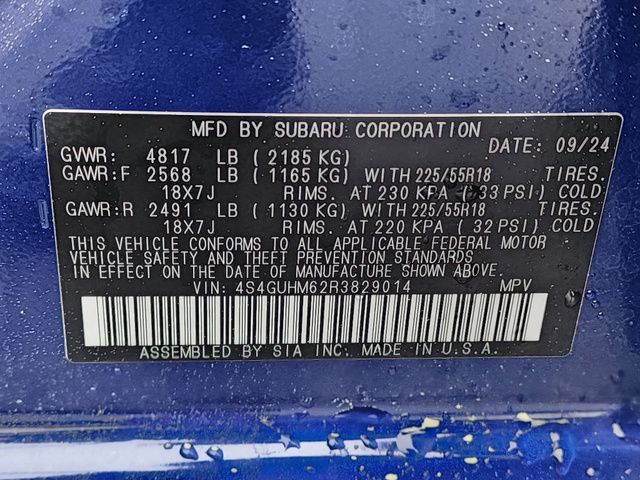 MFD BY SUBARU CORPORATION
DATE: 09/24
GVWR: 4817 LB ( 2185 KG)
GAWR:F 2568 LB ( 1165 KG) WITH 225/55R18 TIRES.
18X7J RIMS. AT 230 KPA ( 33 PSI) COLD
GAWR:R 2491 LB ( 1130 KG) WITH 225/55R18 TIRES.
18X7J RIMS. AT 220 KPA ( 32 PSI) COLD
THIS VEHICLE CONFORMS TO ALL APPLICABLE FEDERAL MOTOR
VEHICLE SAFETY AND THEFT PREVENTION STANDARDS
IN EFFECT ON THE DATE OF MANUFACTURE SHOWN ABOVE.
VIN: 4S4GUHM62R3829014 MPV
ASSEMBLED BY SIA INC. MADE IN U.S.A.